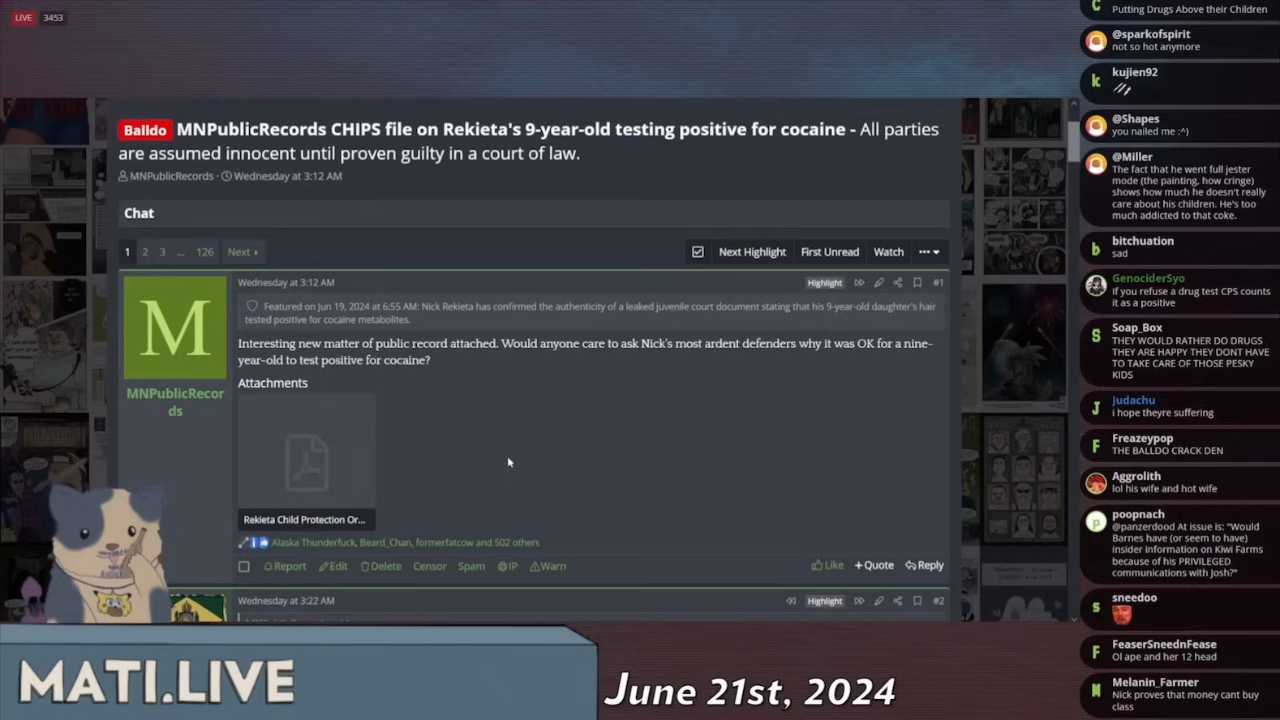 LIVE 3453
Balldo MNPublicRecords CHIPS file on Rekieta's 9-year-old testing positive for cocaine - All parties
are assumed innocent until proven guilty in a court of law.
MNPublicRecords · Wednesday at 3:12 AM
Chat
1 2 3 ... 126 Next
Next Highlight First Unread Watch •••
Wednesday at 3:12 AM
Highlight #1
M
MNPublicRecor
ds
Featured on Jun 19, 2024 at 6:55 AM: Nick Rekieta has confirmed the authenticity of a leaked juvenile court document stating that his 9-year-old daughter's hair
tested positive for cocaine metabolites.
Interesting new matter of public record attached. Would anyone care to ask Nick's most ardent defenders why it was OK for a nine-
year-old to test positive for cocaine?
Attachments
Rekieta Child Protection Or...
Alaska Thunderfuck, Beard_Chan, formerfatcow and 502 others
Report Edit Delete Censor Spam IP Warn
Like +Quote Reply
Wednesday at 3:22 AM
Highlight #2
MATI.LIVE
June 21st, 2024
C
Putting Drugs Above their Children
@sparkofspirit
not so hot anymore
k
kujien92
@Shapes
you nailed me :^)
@Miller
The fact that he went full jester
mode (the painting, how cringe)
shows how much he doesn't really
care about his children. He's too
much addicted to that coke.
b
bitchuation
sad
GenociderSyo
If you refuse a drug test CPS counts
it as a positive
S
Soap_Box
THEY WOULD RATHER DO DRUGS
THEY ARE HAPPY THEY DONT HAVE
TO TAKE CARE OF THOSE PESKY
KIDS
J
Judachu
i hope theyre suffering
F
Freazeypop
THE BALLDO CRACK DEN
Aggrolith
lol his wife and hot wife
p
poopnach
@panzerdood At issue is: "Would
Barnes have (or seem to have)
insider information on Kiwi Farms
because of his PRIVILEGED
communications with Josh?"
s
sneedoo
F
FeaserSneednFease
Ol ape and her 12 head
M
Melanin_Farmer
Nick proves that money cant buy
class